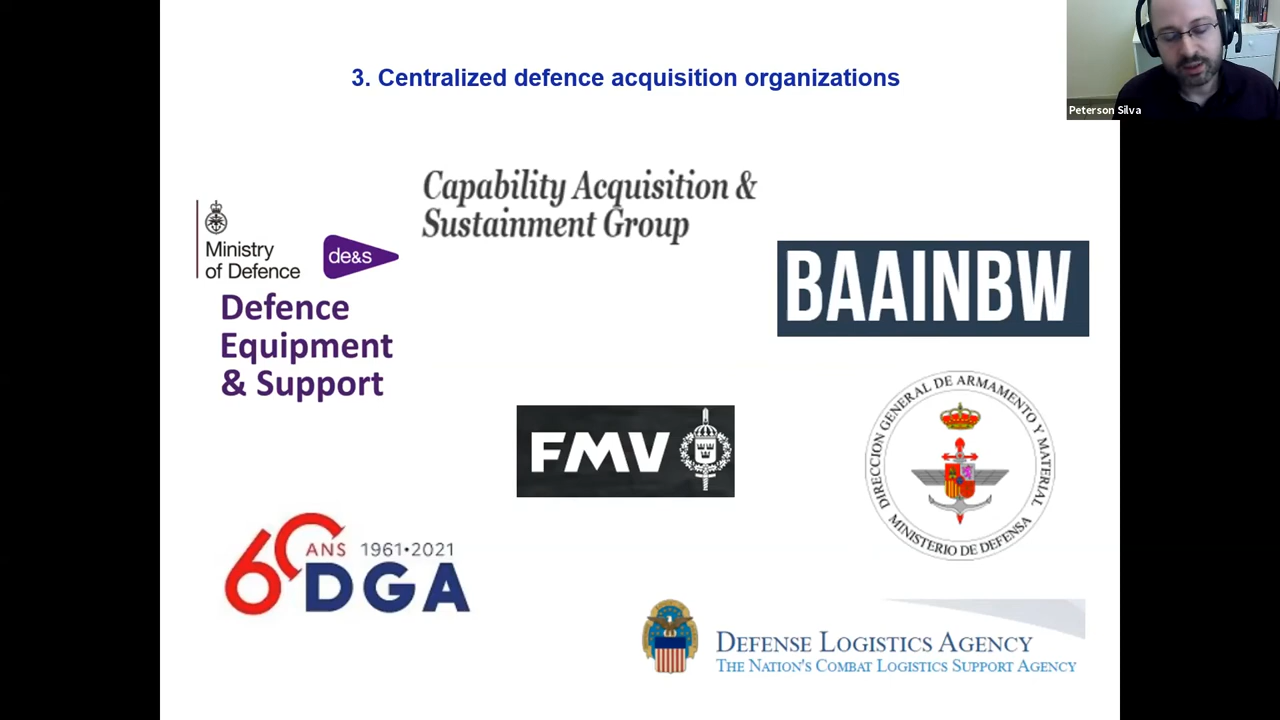 3. Centralized defence acquisition organizations
Peterson Silva
Capability Acquisition &
Sustainment Group
Ministry
of Defence
de&s
Defence
Equipment
& Support
BAAINBW
FMV
DIRECCION GENERAL DE ARMAMENTO Y MATERIAL
MINISTERIO DE DEFENSA
60 ANS 1961•2021
DGA
DEFENSE LOGISTICS AGENCY
THE NATION'S COMBAT LOGISTICS SUPPORT AGENCY